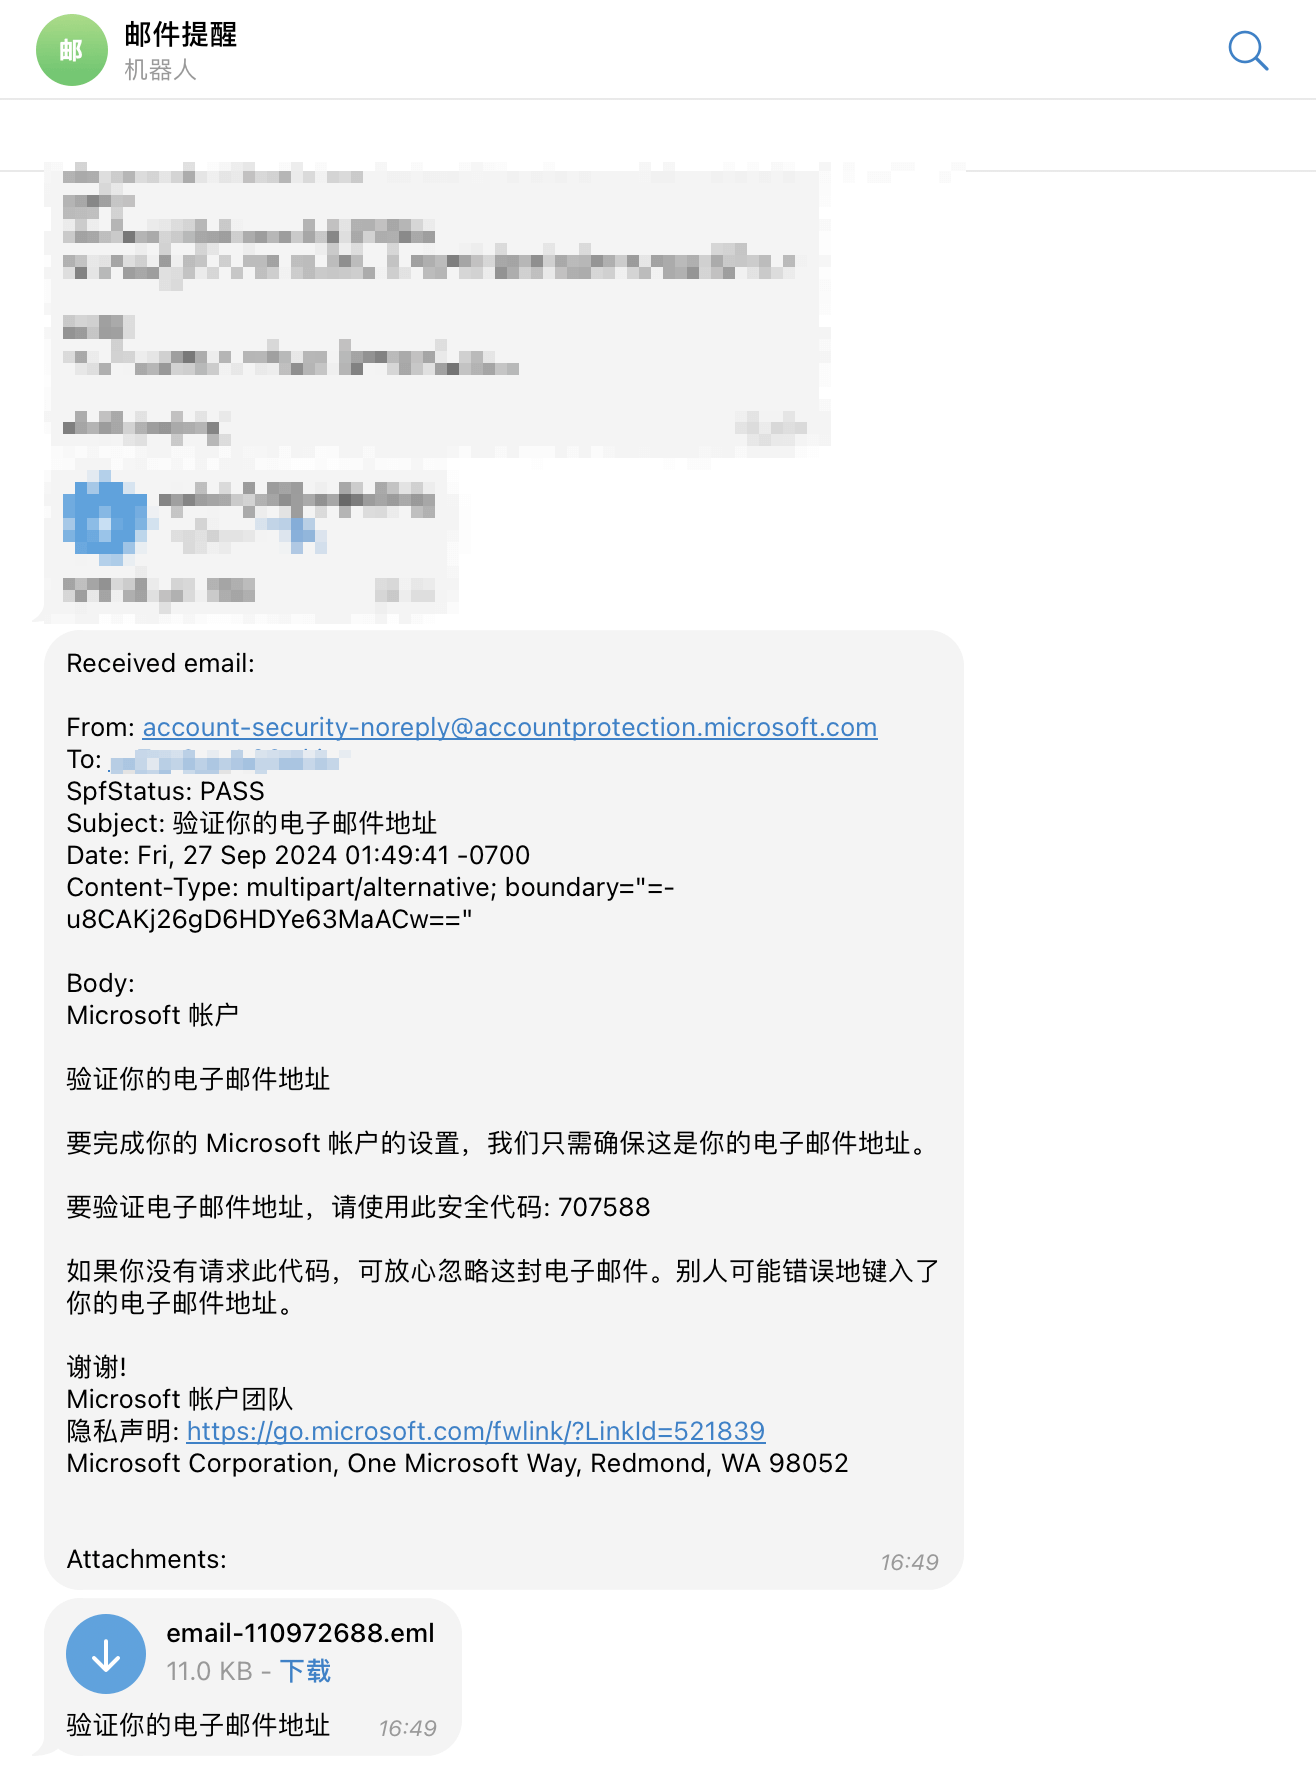 邮
邮件提醒
机器人
Received email:
From: account-security-noreply@accountprotection.microsoft.com
To:
SpfStatus: PASS
Subject: 验证你的电子邮件地址
Date: Fri, 27 Sep 2024 01:49:41 -0700
Content-Type: multipart/alternative; boundary="=-
u8CAKj26gD6HDYe63MaACw=="
Body:
Microsoft 帐户
验证你的电子邮件地址
要完成你的 Microsoft 帐户的设置，我们只需确保这是你的电子邮件地址。
要验证电子邮件地址，请使用此安全代码: 707588
如果你没有请求此代码，可放心忽略这封电子邮件。别人可能错误地键入了
你的电子邮件地址。
谢谢!
Microsoft 帐户团队
隐私声明: https://go.microsoft.com/fwlink/?LinkId=521839
Microsoft Corporation, One Microsoft Way, Redmond, WA 98052
Attachments:
16:49
email-110972688.eml
11.0 KB - 下载
验证你的电子邮件地址
16:49